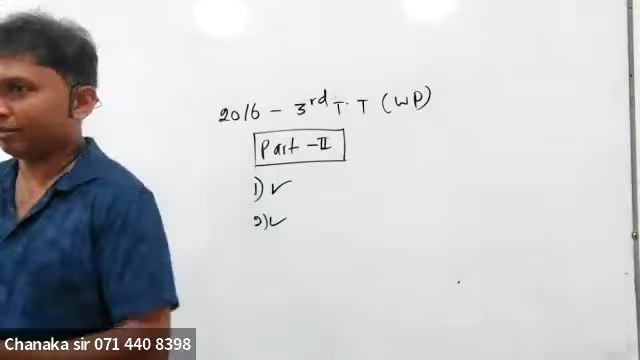 2016 - 3rd T.T (WP)
Part - II
1) ✓
2) ✓
Chanaka sir 071 440 8398